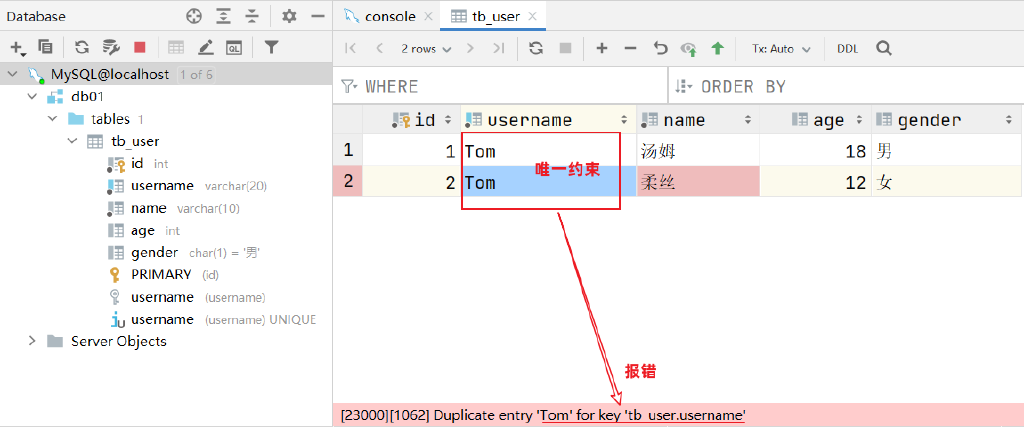 Database
console
tb_user
2 rows
Tx: Auto
DDL
MySQL@localhost 1 of 6
WHERE
ORDER BY
db01
tables 1
tb_user
id int
username varchar(20)
name varchar(10)
age int
gender char(1) = '男'
PRIMARY (id)
username (username)
username (username) UNIQUE
Server Objects
id username name age gender
1 1 Tom 汤姆 18 男
唯一约束
2 2 Tom 柔丝 12 女
报错
[23000][1062] Duplicate entry 'Tom' for key 'tb_user.username'